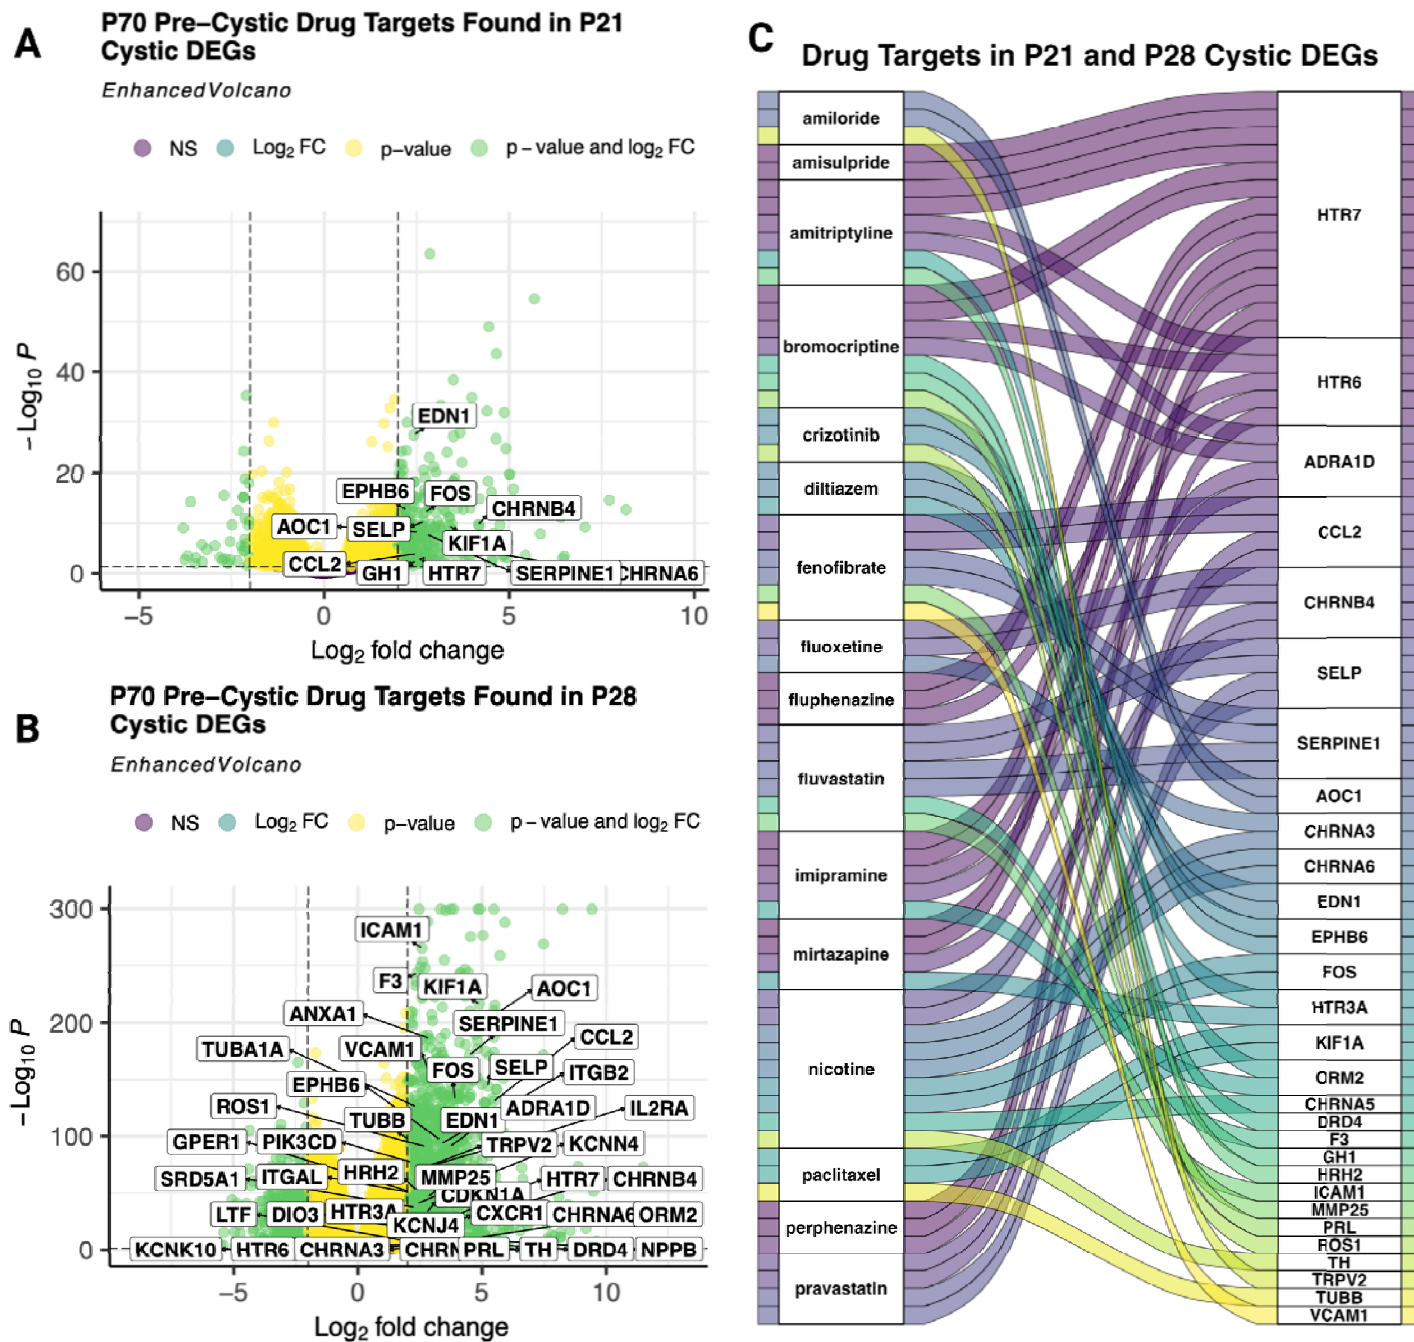 A
P70 Pre–Cystic Drug Targets Found in P21
Cystic DEGs
EnhancedVolcano
NS
Log2 FC
p–value
p – value and log2 FC
60
40
20
0
–Log10 P
EDN1
EPHB6
FOS
CHRNB4
AOC1
SELP
KIF1A
CCL2
GH1
HTR7
SERPINE1
CHRNA6
–5
0
5
10
Log2 fold change
B
P70 Pre–Cystic Drug Targets Found in P28
Cystic DEGs
EnhancedVolcano
NS
Log2 FC
p–value
p – value and log2 FC
300
200
100
0
–Log10 P
ICAM1
F3
KIF1A
AOC1
ANXA1
SERPINE1
TUBA1A
VCAM1
CCL2
FOS
SELP
ITGB2
EPHB6
ROS1
TUBB
EDN1
ADRA1D
IL2RA
GPER1
PIK3CD
TRPV2
KCNN4
SRD5A1
ITGAL
HRH2
MMP25
HTR7
CHRNB4
CDKN1A
LTF
DIO3
HTR3A
KCNJ4
CXCR1
CHRNA6
ORM2
KCNK10
HTR6
CHRNA3
CHRN
PRL
TH
DRD4
NPPB
–5
0
5
10
Log2 fold change
C
Drug Targets in P21 and P28 Cystic DEGs
amiloride
amisulpride
amitriptyline
bromocriptine
crizotinib
diltiazem
fenofibrate
fluoxetine
fluphenazine
fluvastatin
imipramine
mirtazapine
nicotine
paclitaxel
perphenazine
pravastatin
HTR7
HTR6
ADRA1D
CCL2
CHRNB4
SELP
SERPINE1
AOC1
CHRNA3
CHRNA6
EDN1
EPHB6
FOS
HTR3A
KIF1A
ORM2
CHRNA5
DRD4
F3
GH1
HRH2
ICAM1
MMP25
PRL
ROS1
TH
TRPV2
TUBB
VCAM1